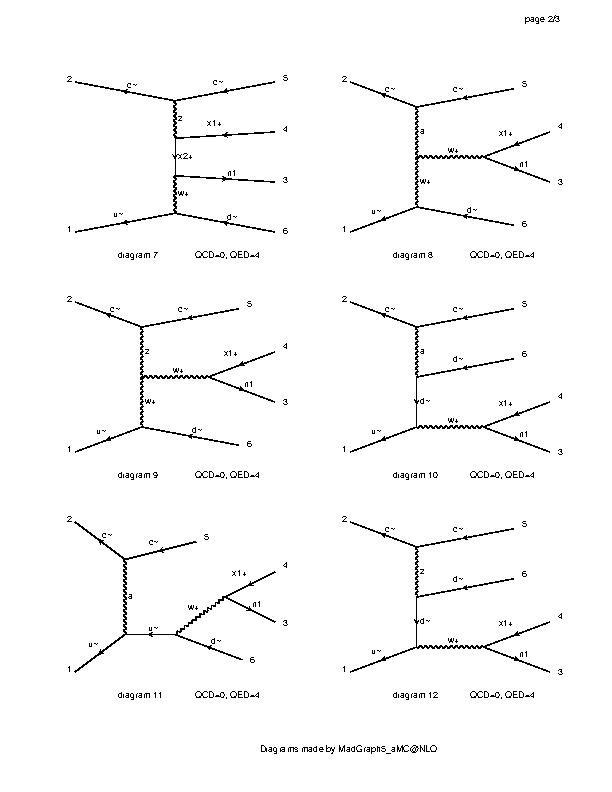 page 2/3
2 c~ c~ 5
z x1+ 4
x2+
n1 3
w+
1 u~ d~ 6
diagram 7 QCD=0, QED=4
2 c~ c~ 5
a x1+ 4
w+
w+ n1 3
1 u~ d~ 6
diagram 8 QCD=0, QED=4
2 c~ c~ 5
z x1+ 4
w+
w+ n1 3
1 u~ d~ 6
diagram 9 QCD=0, QED=4
2 c~ c~ 5
a d~ 6
d~ x1+ 4
w+
u~ n1
1 3
diagram 10 QCD=0, QED=4
2 c~ c~ 5
x1+ 4
a w+ n1
3
u~ u~ d~
1 6
diagram 11 QCD=0, QED=4
2 c~ c~ 5
z d~ 6
d~ x1+ 4
w+
u~ n1
1 3
diagram 12 QCD=0, QED=4
Diagrams made by MadGraph5_aMC@NLO